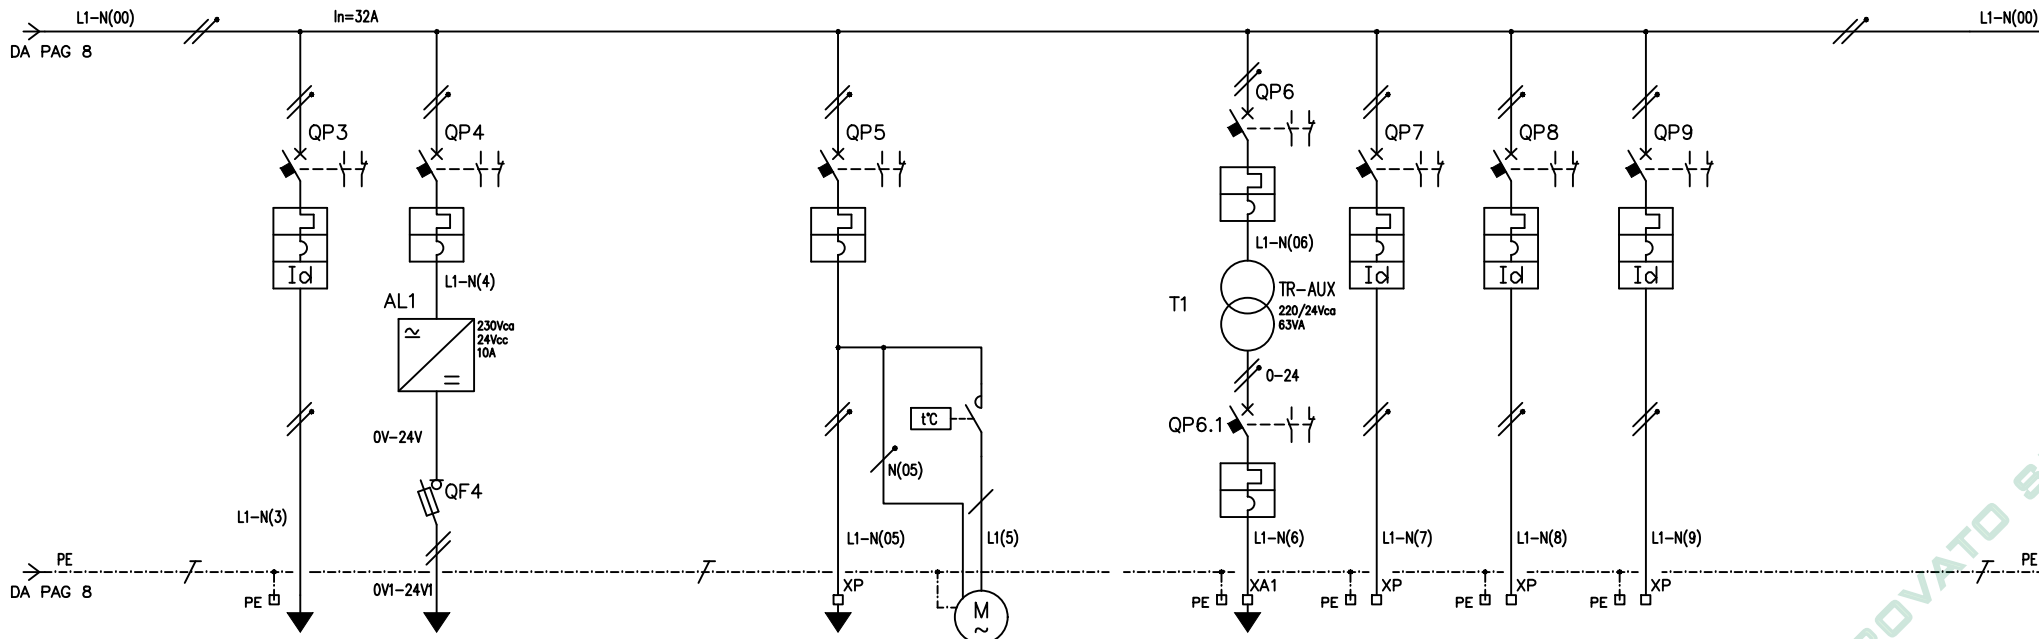 L1-N(00)
In=32A
L1-N(00)
DA PAG 8
QP3
QP4
QP5
QP6
QP7
QP8
QP9
Id
Id
Id
Id
L1-N(4)
L1-N(06)
AL1
230Vca
24Vcc
10A
T1
TR-AUX
220/24Vca
63VA
0-24
t°C
QP6.1
0V-24V
N(05)
QF4
L1-N(3)
L1-N(05)
L1(5)
L1-N(6)
L1-N(7)
L1-N(8)
L1-N(9)
PE
PE
DA PAG 8
0V1-24V1
PE
XP
M
PE
XA1
PE
XP
PE
XP
PE
XP